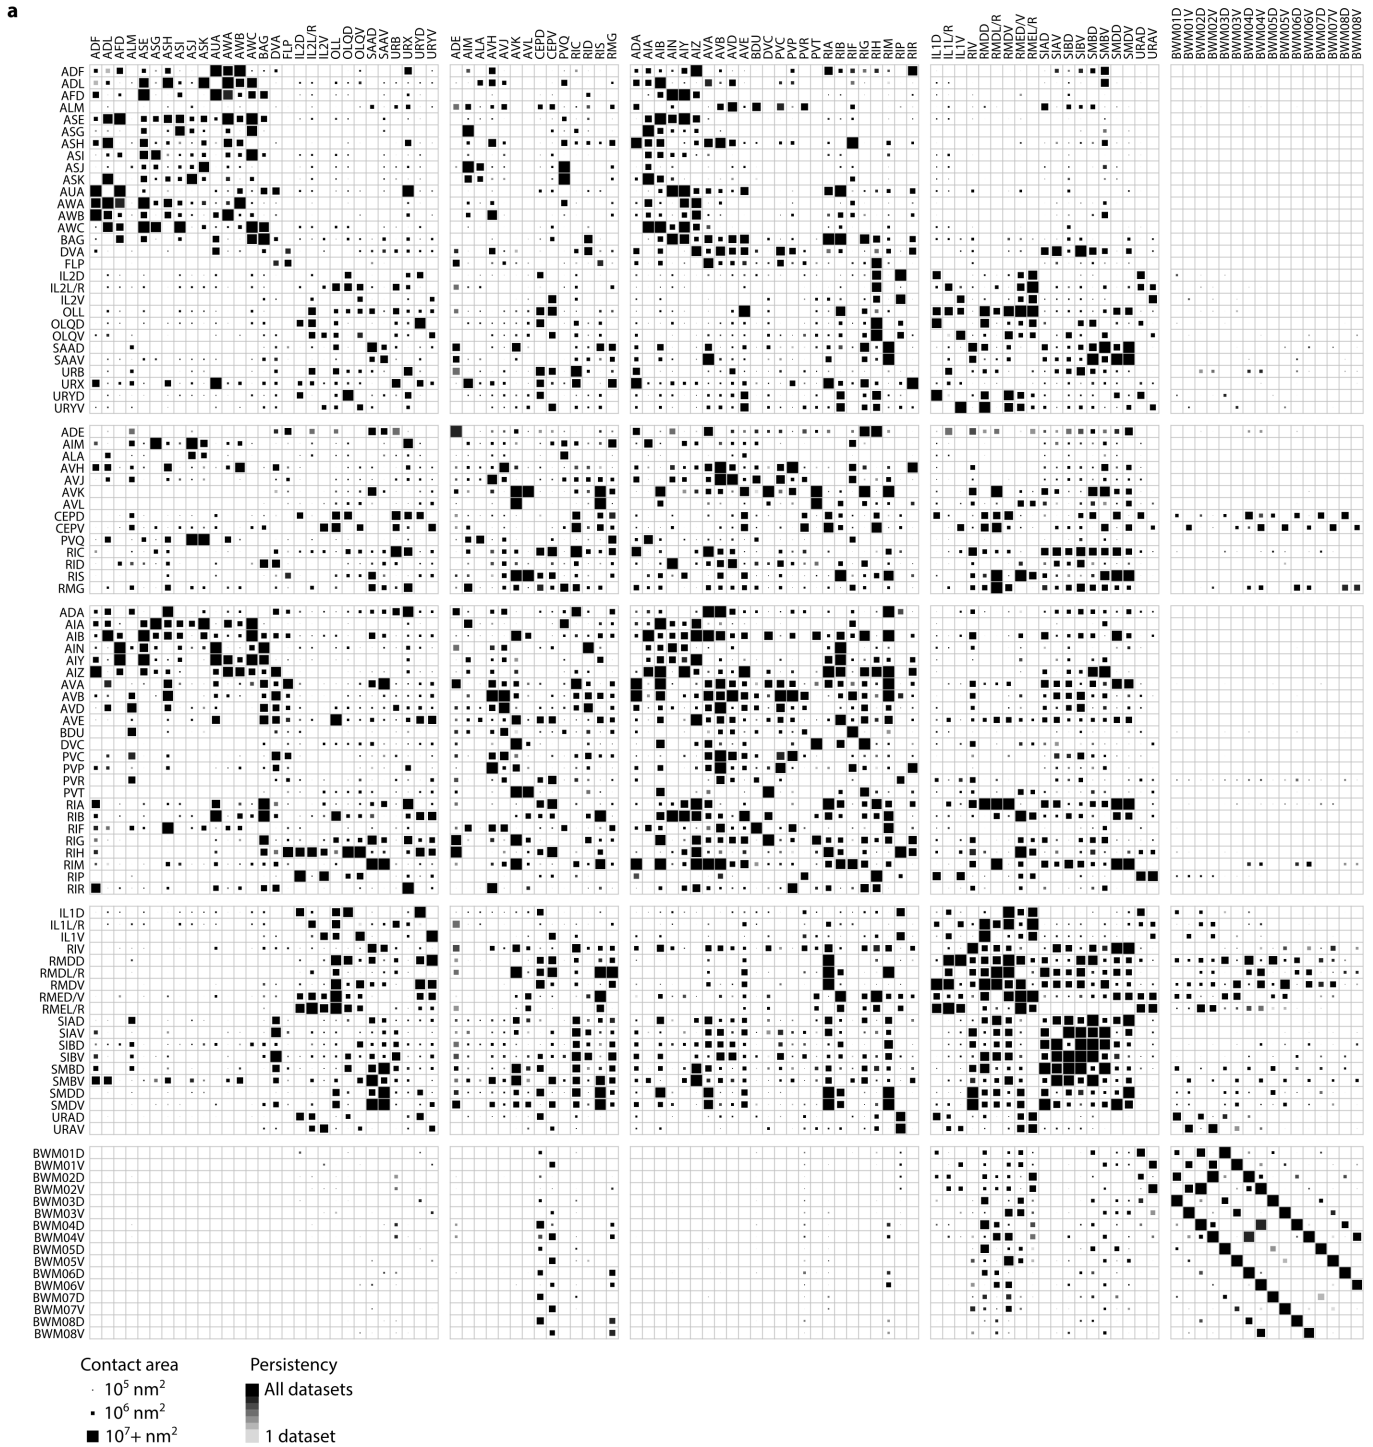 a
ADF ADL AFD ALM ASE ASG ASH ASI ASJ ASK AUA AWA AWB AWC BAG DVA FLP IL2D IL2L/R IL2V OLL OLQD OLQV SAAD SAAV URB URX URYD URYV
ADE AIM ALA AVH AVJ AVK AVL CEPD CEPV PVQ RIC RID RIS RMG
ADA AIA AIB AIN AIY AIZ AVA AVB AVD AVE BDU DVC PVC PVP PVR PVT RIA RIB RIF RIG RIH RIM RIP RIR
IL1D IL1L/R IL1V RIV RMDD RMDL/R RMDV RMED/V RMEL/R SIAD SIAV SIBD SIBV SMBD SMBV SMDD SMDV URAD URAV
BWM01D BWM01V BWM02D BWM02V BWM03D BWM03V BWM04D BWM04V BWM05D BWM05V BWM06D BWM06V BWM07D BWM07V BWM08D BWM08V
ADF
ADL
AFD
ALM
ASE
ASG
ASH
ASI
ASJ
ASK
AUA
AWA
AWB
AWC
BAG
DVA
FLP
IL2D
IL2L/R
IL2V
OLL
OLQD
OLQV
SAAD
SAAV
URB
URX
URYD
URYV
ADE
AIM
ALA
AVH
AVJ
AVK
AVL
CEPD
CEPV
PVQ
RIC
RID
RIS
RMG
ADA
AIA
AIB
AIN
AIY
AIZ
AVA
AVB
AVD
AVE
BDU
DVC
PVC
PVP
PVR
PVT
RIA
RIB
RIF
RIG
RIH
RIM
RIP
RIR
IL1D
IL1L/R
IL1V
RIV
RMDD
RMDL/R
RMDV
RMED/V
RMEL/R
SIAD
SIAV
SIBD
SIBV
SMBD
SMBV
SMDD
SMDV
URAD
URAV
BWM01D
BWM01V
BWM02D
BWM02V
BWM03D
BWM03V
BWM04D
BWM04V
BWM05D
BWM05V
BWM06D
BWM06V
BWM07D
BWM07V
BWM08D
BWM08V
Contact area
10⁵ nm²
10⁶ nm²
10⁷+ nm²
Persistency
All datasets
1 dataset